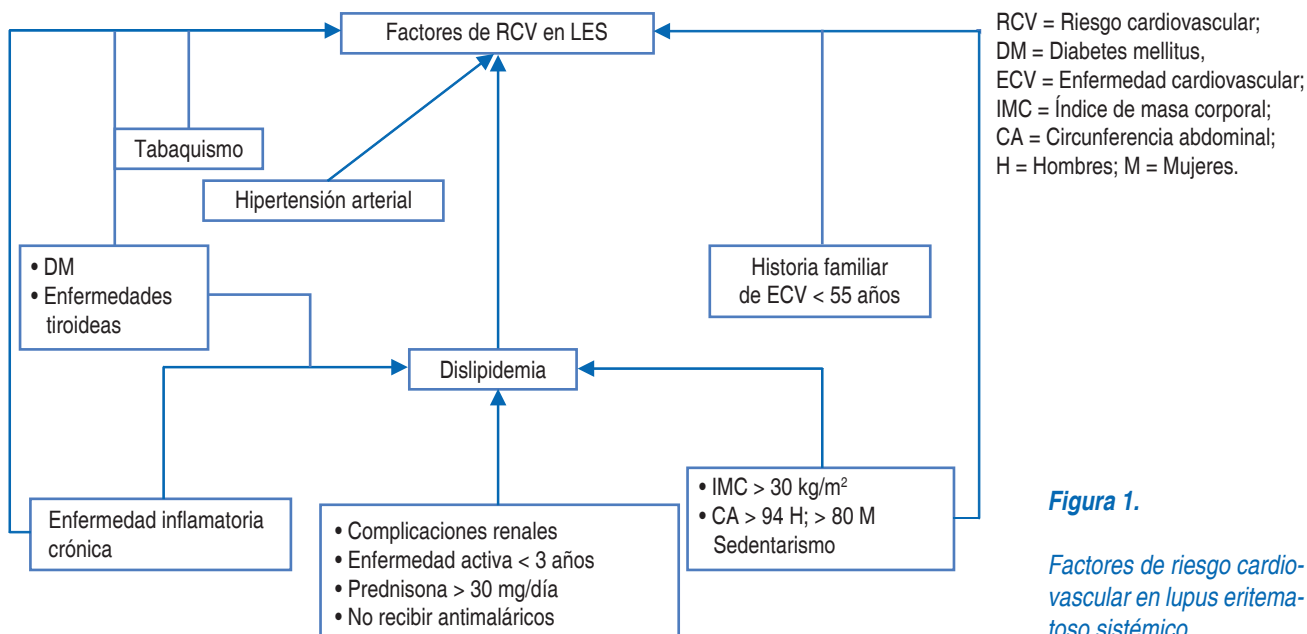 Factores de RCV en LES
RCV = Riesgo cardiovascular;
DM = Diabetes mellitus,
ECV = Enfermedad cardiovascular;
IMC = Índice de masa corporal;
CA = Circunferencia abdominal;
H = Hombres; M = Mujeres.
Tabaquismo
Hipertensión arterial
• DM
• Enfermedades
tiroideas
Historia familiar
de ECV < 55 años
Dislipidemia
Enfermedad inflamatoria
crónica
• Complicaciones renales
• Enfermedad activa < 3 años
• Prednisona > 30 mg/día
• No recibir antimaláricos
• IMC > 30 kg/m²
• CA > 94 H; > 80 M
Sedentarismo
Figura 1.
Factores de riesgo cardio-
vascular en lupus eritema-
toso sistémico